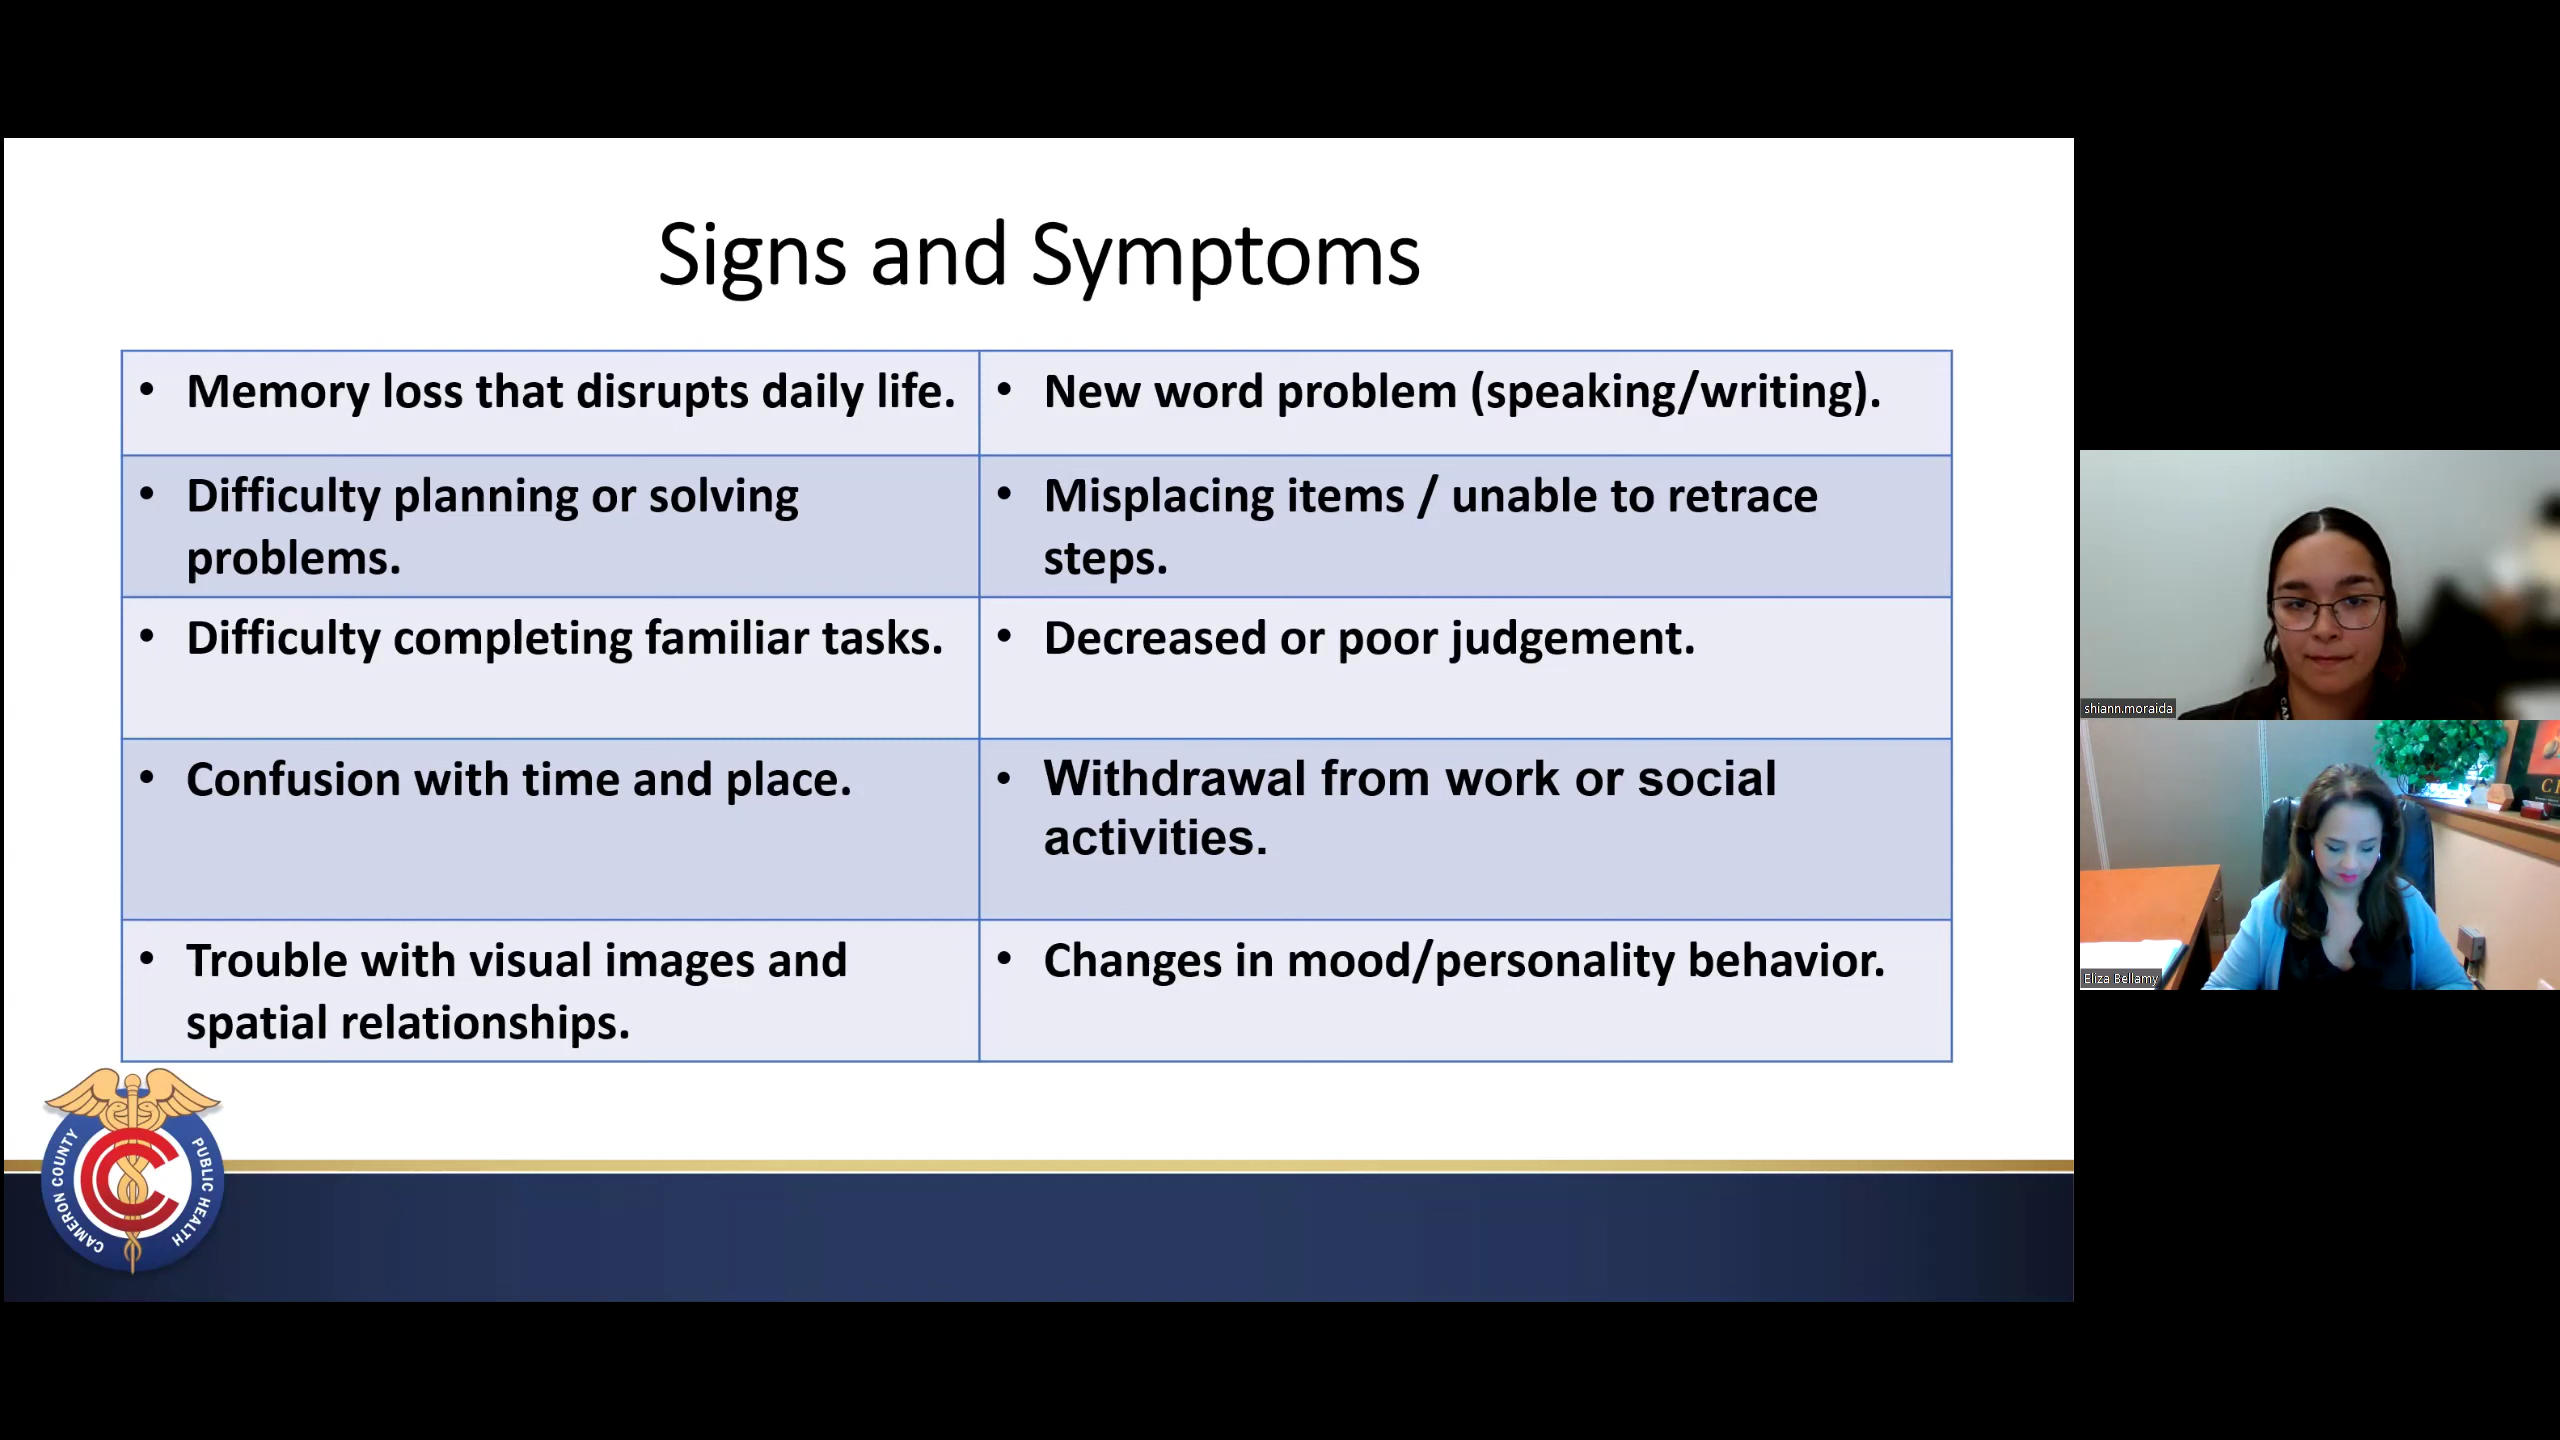 Signs and Symptoms
• Memory loss that disrupts daily life.
• New word problem (speaking/writing).
• Difficulty planning or solving
problems.
• Misplacing items / unable to retrace
steps.
• Difficulty completing familiar tasks.
• Decreased or poor judgement.
• Confusion with time and place.
• Withdrawal from work or social
activities.
• Trouble with visual images and
spatial relationships.
• Changes in mood/personality behavior.
CAMERON COUNTY
PUBLIC HEALTH
shiann.moraida
Eliza Bellamy